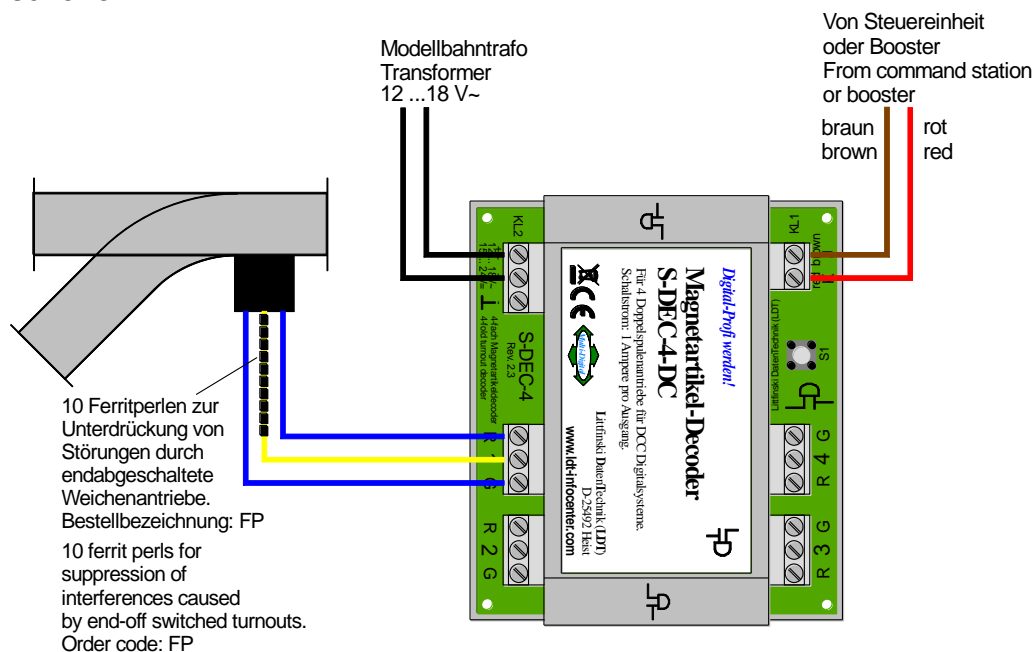 Modellbahntrafo
Transformer
12 ...18 V~
Von Steuereinheit
oder Booster
From command station
or booster
braun
brown
rot
red
10 Ferritperlen zur
Unterdrückung von
Störungen durch
endabgeschaltete
Weichenantriebe.
Bestellbezeichnung: FP
10 ferrit perls for
suppression of
interferences caused
by end-off switched turnouts.
Order code: FP
KL2
4-fach Magnetartikeldecoder
4-fold turnout decoder
S-DEC-4
Rev. 2.3
R
G
R 2 G
Digital-Profi werden!
Magnetartikel-Decoder
S-DEC-4-DC
Für 4 Doppelspulenantriebe für DCC Digitalsysteme.
Schaltstrom: 1 Ampere pro Ausgang.
CE
Multi-Digital
Littfinski DatenTechnik (LDT)
D-25492 Heist
www.ldt-infocenter.com
KL1
S1
Littfinski Datentechnik (LDT)
R 4 G
R 3 G